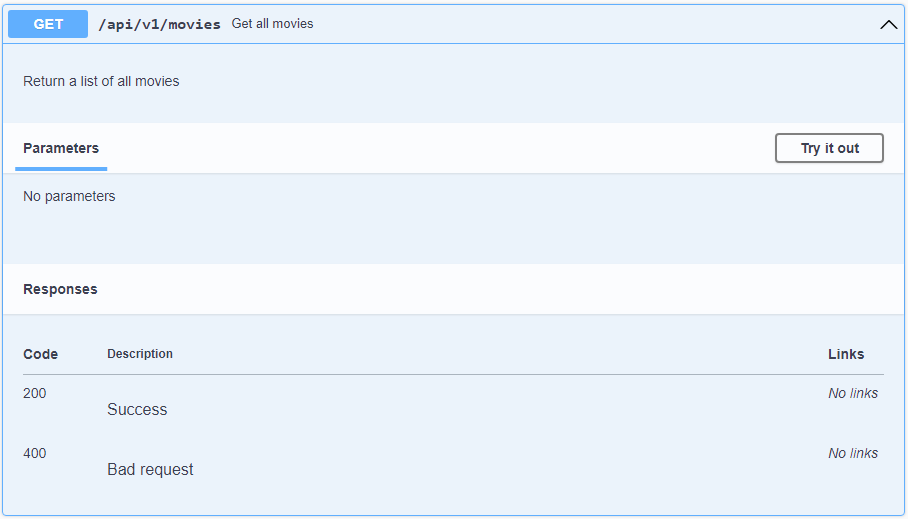 GET /api/v1/movies Get all movies
Return a list of all movies
Parameters Try it out
No parameters
Responses
Code Description Links
200 No links
Success
400 No links
Bad request